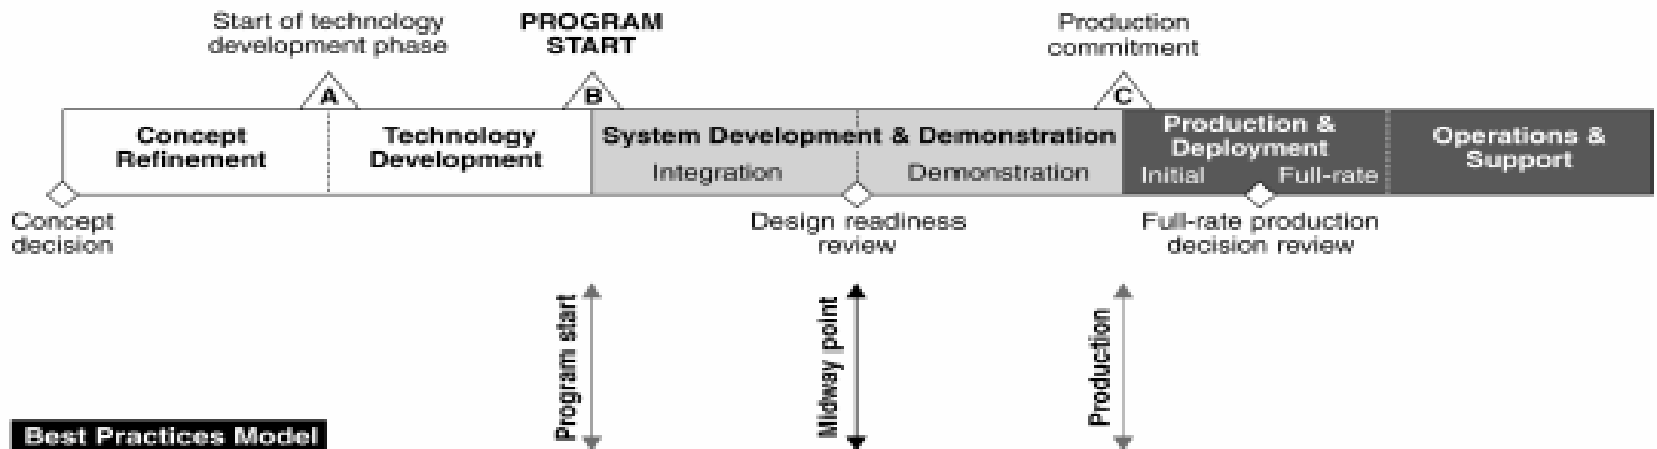 Start of technology
development phase
PROGRAM
START
Production
commitment
A
B
C
Concept
Refinement
Technology
Development
System Development & Demonstration
Integration
Demonstration
Production &
Deployment
Initial
Full-rate
Operations &
Support
Concept
decision
Design readiness
review
Full-rate production
decision review
Program start
Midway point
Production
Best Practices Model